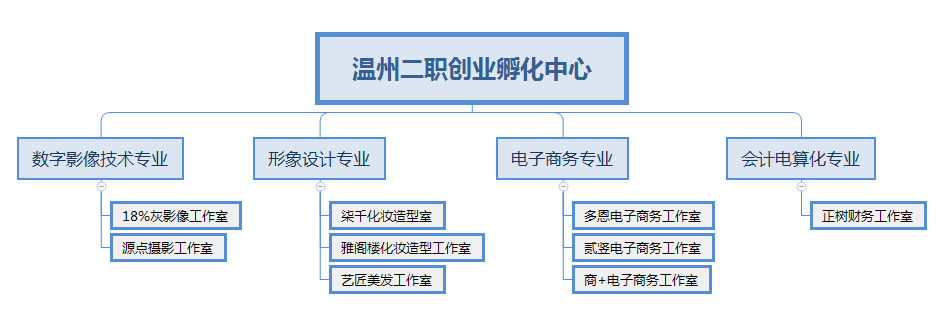 温州二职创业孵化中心
数字影像技术专业
形象设计专业
电子商务专业
会计电算化专业
18%灰影像工作室
柒千化妆造型室
多恩电子商务工作室
正树财务工作室
源点摄影工作室
雅阁楼化妆造型工作室
贰竖电子商务工作室
艺匠美发工作室
商+电子商务工作室